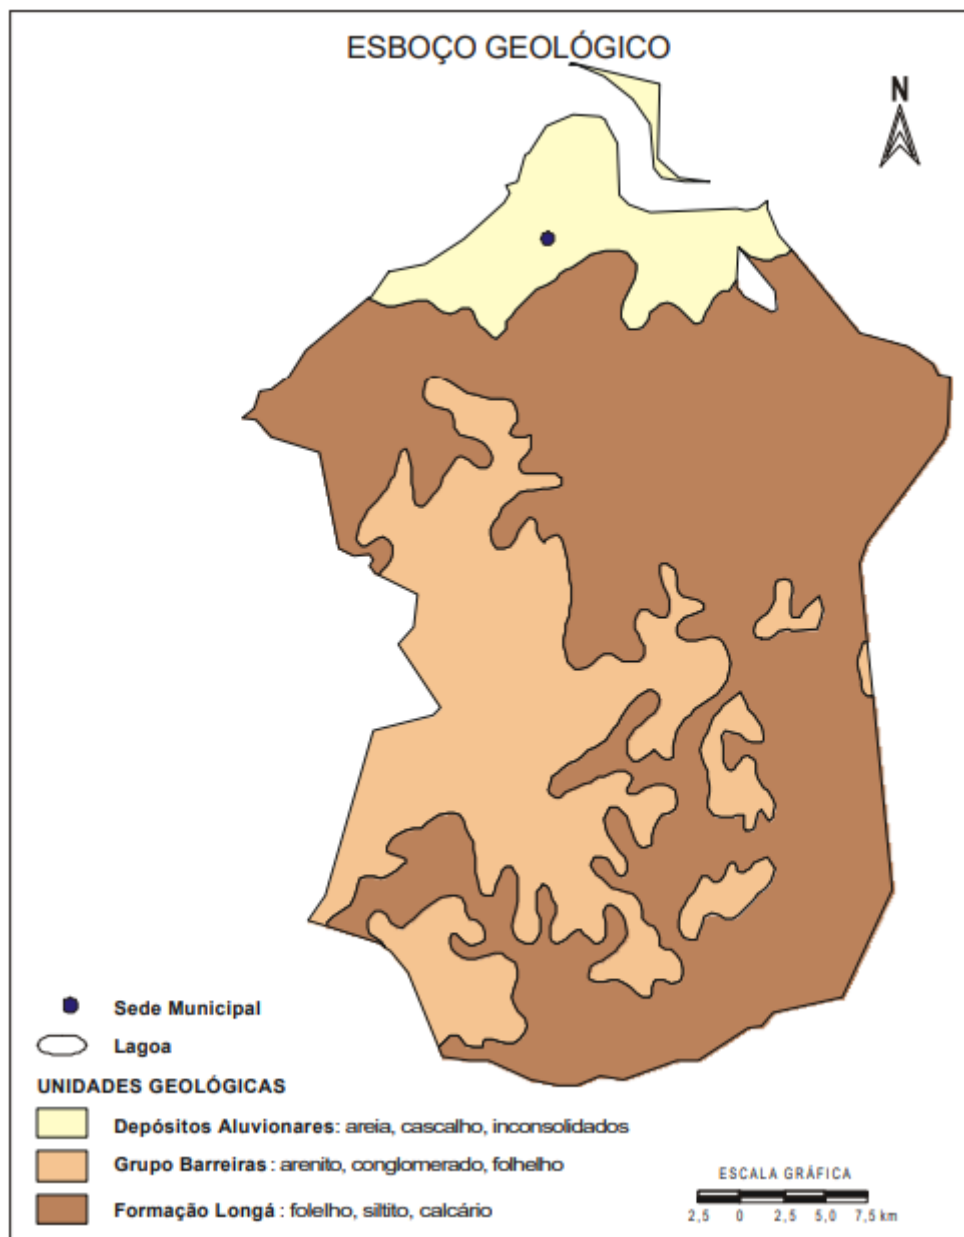 ESBOÇO GEOLÓGICO
N
Sede Municipal
Lagoa
UNIDADES GEOLÓGICAS
Depósitos Aluvionares: areia, cascalho, inconsolidados
Grupo Barreiras : arenito, conglomerado, folhelho
Formação Longá : folelho, siltito, calcário
ESCALA GRÁFICA
2,5 0 2,5 5,0 7,5 km